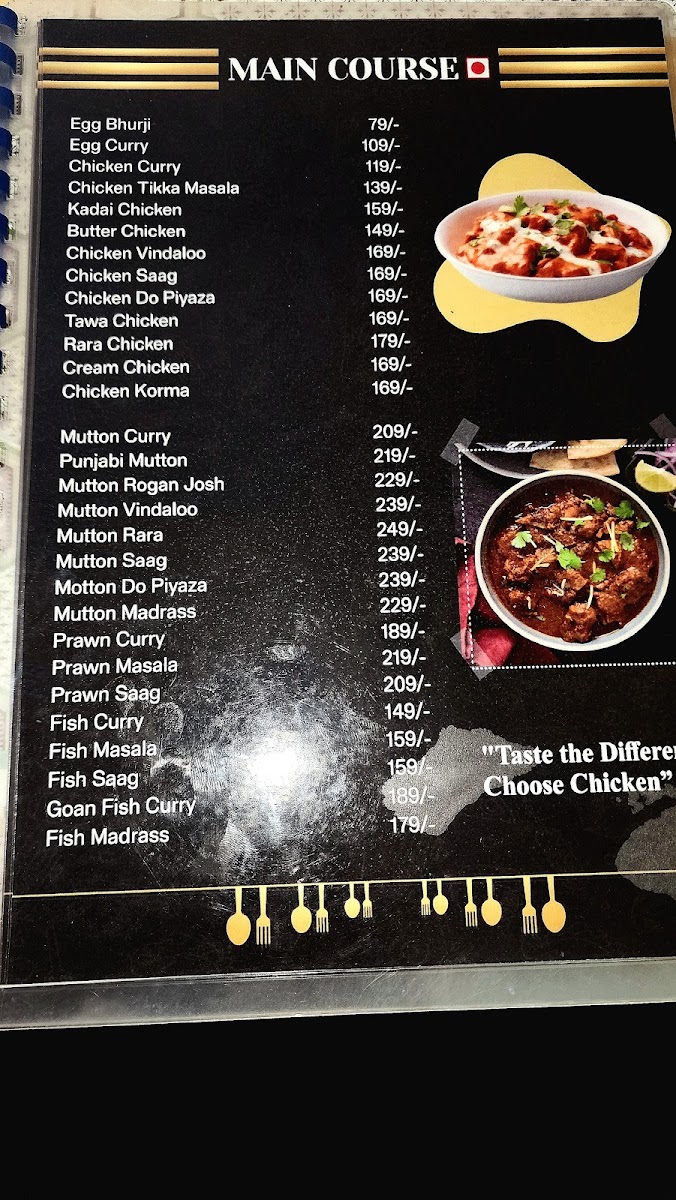 MAIN COURSE
Egg Bhurji 79/-
Egg Curry 109/-
Chicken Curry 119/-
Chicken Tikka Masala 139/-
Kadai Chicken 159/-
Butter Chicken 149/-
Chicken Vindaloo 169/-
Chicken Saag 169/-
Chicken Do Piyaza 169/-
Tawa Chicken 169/-
Rara Chicken 179/-
Cream Chicken 169/-
Chicken Korma 169/-
Mutton Curry 209/-
Punjabi Mutton 219/-
Mutton Rogan Josh 229/-
Mutton Vindaloo 239/-
Mutton Rara 249/-
Mutton Saag 239/-
Motton Do Piyaza 239/-
Mutton Madrass 229/-
Prawn Curry 189/-
Prawn Masala 219/-
Prawn Saag 209/-
Fish Curry 149/-
Fish Masala 159/-
Fish Saag 159/-
Goan Fish Curry 189/-
Fish Madrass 179/-
"Taste the
Choose Chicken”